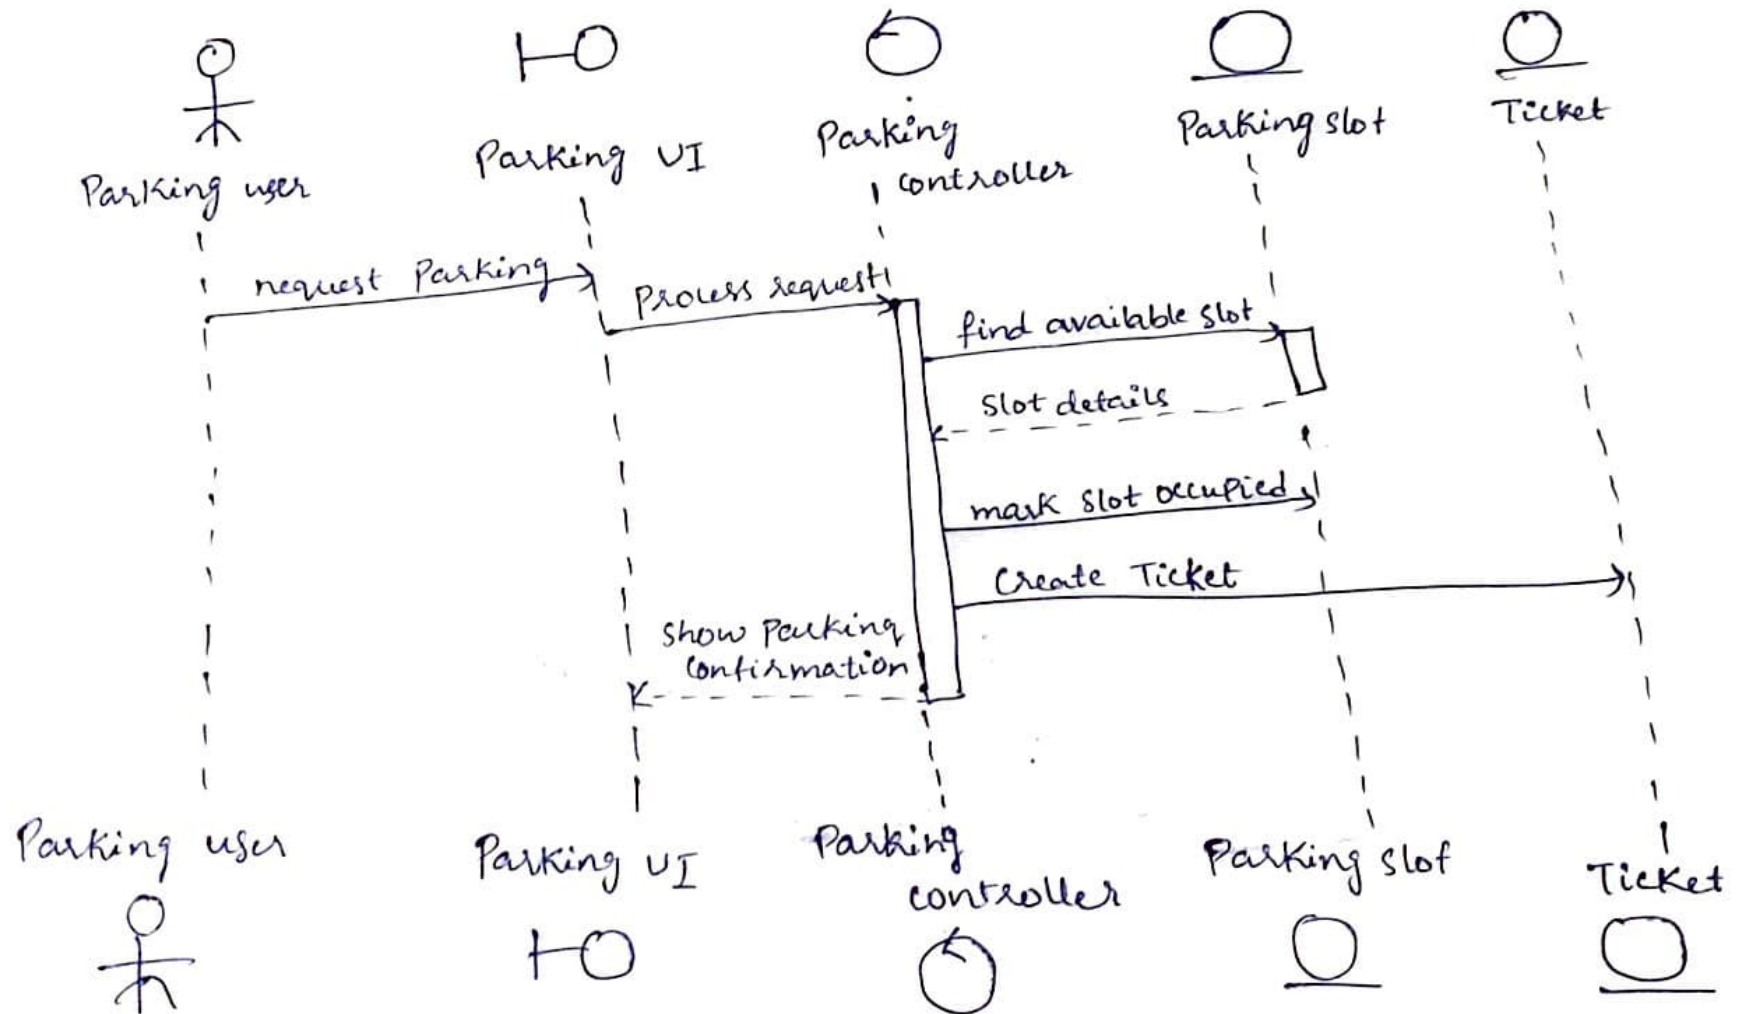 Parking user
Parking UI
Parking
controller
Parking slot
Ticket
request Parking
Process request
find available slot
Slot details
mark slot occupied
Create Ticket
Show Parking
Confirmation
Parking user
Parking UI
Parking
controller
Parking slot
Ticket